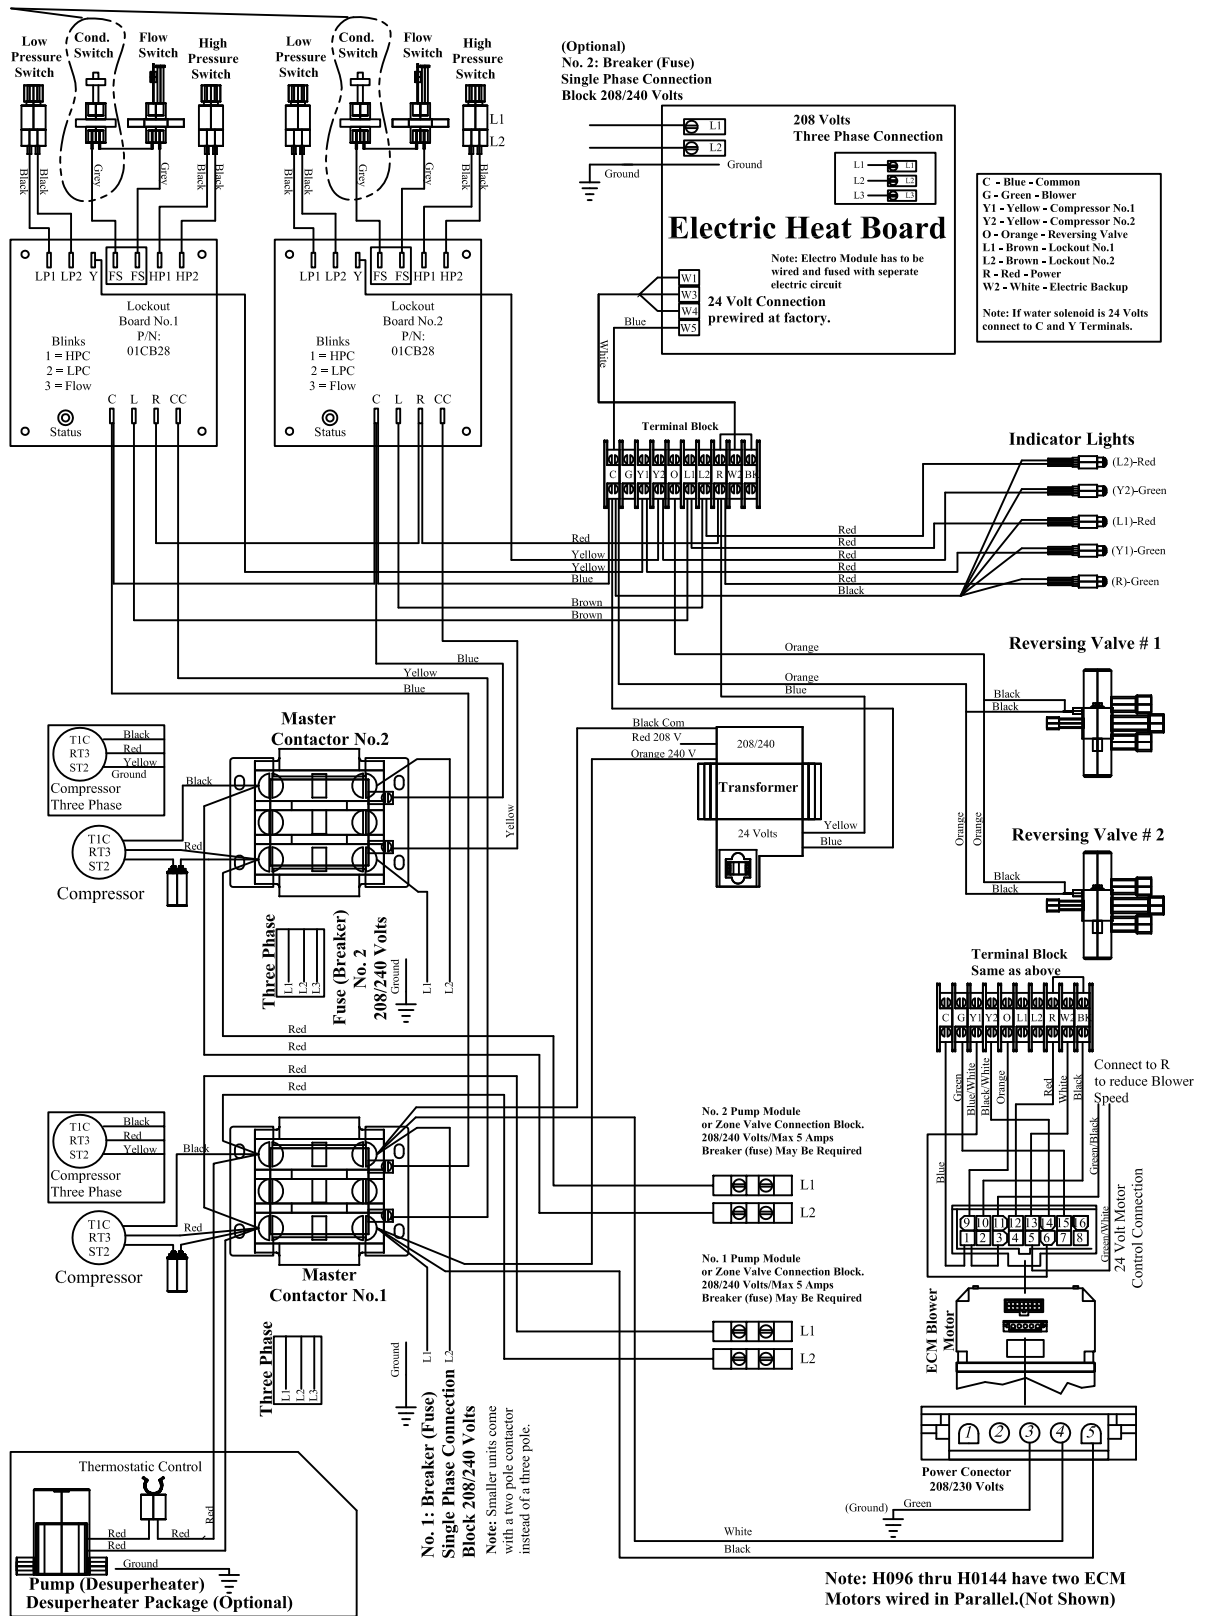 Low
Pressure
Switch
Cond.
Switch
Flow
Switch
High
Pressure
Switch
Low
Pressure
Switch
Cond.
Switch
Flow
Switch
High
Pressure
Switch
L1
L2
Black
Black
Grey
Grey
Black
Black
Black
Black
Grey
Grey
Black
Black
LP1 LP2 Y FS FS HP1 HP2
Lockout
Board No.1
P/N:
01CB28
Blinks
1 = HPC
2 = LPC
3 = Flow
C L R CC
Status
LP1 LP2 Y FS FS HP1 HP2
Lockout
Board No.2
P/N:
01CB28
Blinks
1 = HPC
2 = LPC
3 = Flow
C L R CC
Status
(Optional)
No. 2: Breaker (Fuse)
Single Phase Connection
Block 208/240 Volts
L1
L2
Ground
Ground
208 Volts
Three Phase Connection
L1 L1
L2 L2
L3 L3
Electric Heat Board
Note: Electro Module has to be
wired and fused with seperate
electric circuit
W1
W3
W4
W5
24 Volt Connection
prewired at factory.
Blue
White
C - Blue - Common
G - Green - Blower
Y1 - Yellow - Compressor No.1
Y2 - Yellow - Compressor No.2
O - Orange - Reversing Valve
L1 - Brown - Lockout No.1
L2 - Brown - Lockout No.2
R - Red - Power
W2 - White - Electric Backup
Note: If water solenoid is 24 Volts
connect to C and Y Terminals.
Terminal Block
C G Y1 Y2 O L1 L2 R W2 BK
Indicator Lights
(L2)-Red
(Y2)-Green
(L1)-Red
(Y1)-Green
(R)-Green
Red
Yellow
Yellow
Blue
Brown
Brown
Red
Red
Red
Red
Red
Black
Blue
Yellow
Blue
Orange
Orange
Blue
Reversing Valve # 1
Black
Black
Orange
Orange
Reversing Valve # 2
Black
Black
Black Com
Red 208 V
Orange 240 V
208/240
Transformer
24 Volts
Yellow
Blue
Master
Contactor No.2
T1C
RT3
ST2
Black
Red
Yellow
Ground
Compressor
Three Phase
T1C
RT3
ST2
Black
Red
Compressor
Yellow
Three Phase
L1
L2
L3
Fuse (Breaker)
No. 2
208/240 Volts
Ground
L1
L2
Red
Red
Red
Red
T1C
RT3
ST2
Black
Red
Yellow
Compressor
Three Phase
T1C
RT3
ST2
Black
Red
Compressor
Master
Contactor No.1
Three Phase
L1
L2
L3
Ground
L1
L2
No. 1: Breaker (Fuse)
Single Phase Connection
Block 208/240 Volts
Note: Smaller units come
with a two pole contactor
instead of a three pole.
No. 2 Pump Module
or Zone Valve Connection Block.
208/240 Volts/Max 5 Amps
Breaker (fuse) May Be Required
L1
L2
No. 1 Pump Module
or Zone Valve Connection Block.
208/240 Volts/Max 5 Amps
Breaker (fuse) May Be Required
L1
L2
Terminal Block
Same as above
C G Y1 Y2 O L1 L2 R W2 BK
Green
Blue/White
Black/White
Orange
Red
White
Black
Connect to R
to reduce Blower
Speed
Blue
Green/Black
Green/White
24 Volt Motor
Control Connection
9 10 11 12 13 14 15 16
1 2 3 4 5 6 7 8
ECM Blower
Motor
1 2 3 4 5
Power Conector
208/230 Volts
(Ground)
Green
White
Black
Thermostatic Control
Red
Red
Red
Red
Ground
Pump (Desuperheater)
Desuperheater Package (Optional)
Note: H096 thru H0144 have two ECM
Motors wired in Parallel.(Not Shown)